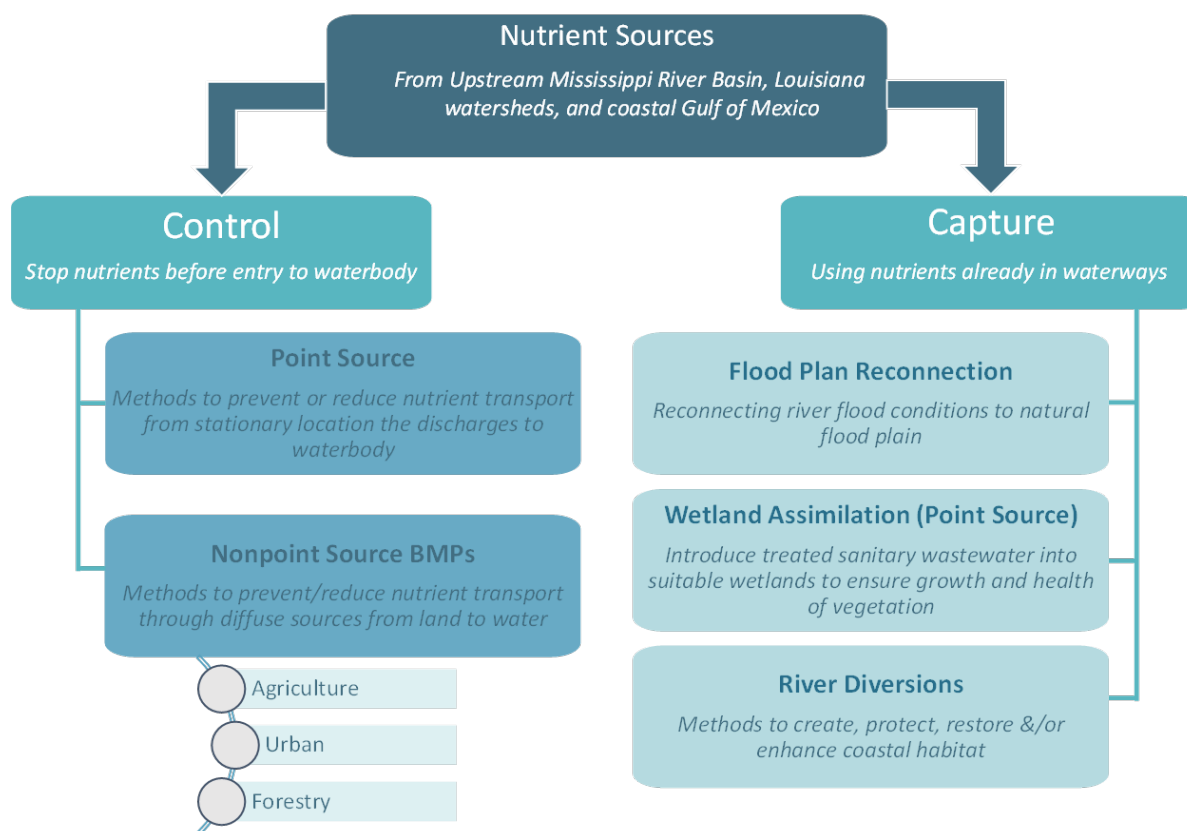 Nutrient Sources
From Upstream Mississippi River Basin, Louisiana
watersheds, and coastal Gulf of Mexico
Control
Stop nutrients before entry to waterbody
Point Source
Methods to prevent or reduce nutrient transport
from stationary location the discharges to
waterbody
Nonpoint Source BMPs
Methods to prevent/reduce nutrient transport
through diffuse sources from land to water
Agriculture
Urban
Forestry
Capture
Using nutrients already in waterways
Flood Plan Reconnection
Reconnecting river flood conditions to natural
flood plain
Wetland Assimilation (Point Source)
Introduce treated sanitary wastewater into
suitable wetlands to ensure growth and health
of vegetation
River Diversions
Methods to create, protect, restore &/or
enhance coastal habitat